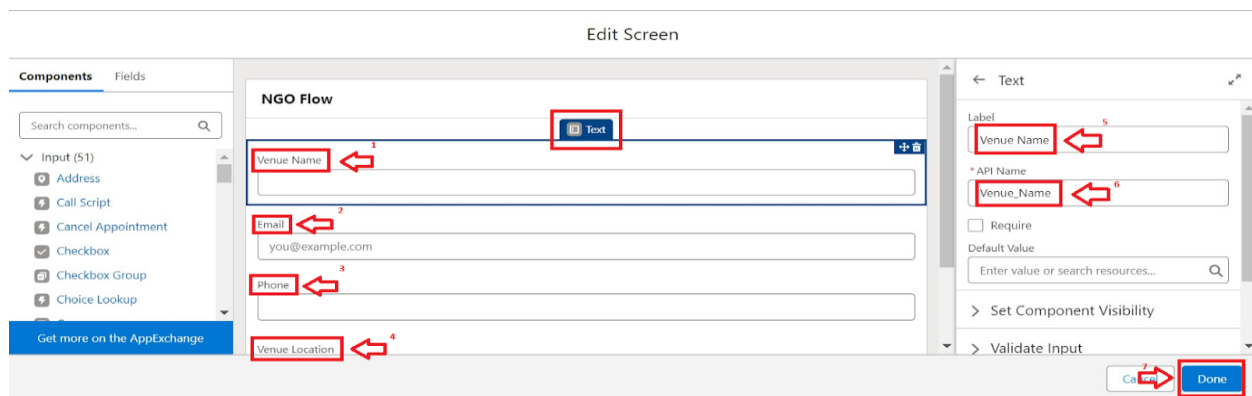 Edit Screen
Components Fields
Search components...
Input (51)
Address
Call Script
Cancel Appointment
Checkbox
Checkbox Group
Choice Lookup
Get more on the AppExchange
NGO Flow
Text
Venue Name 1
Email 2
you@example.com
Phone 3
Venue Location 4
Text
Label
Venue Name 5
* API Name
Venue_Name 6
Require
Default Value
Enter value or search resources...
Set Component Visibility
Validate Input
Cancel 7 Done